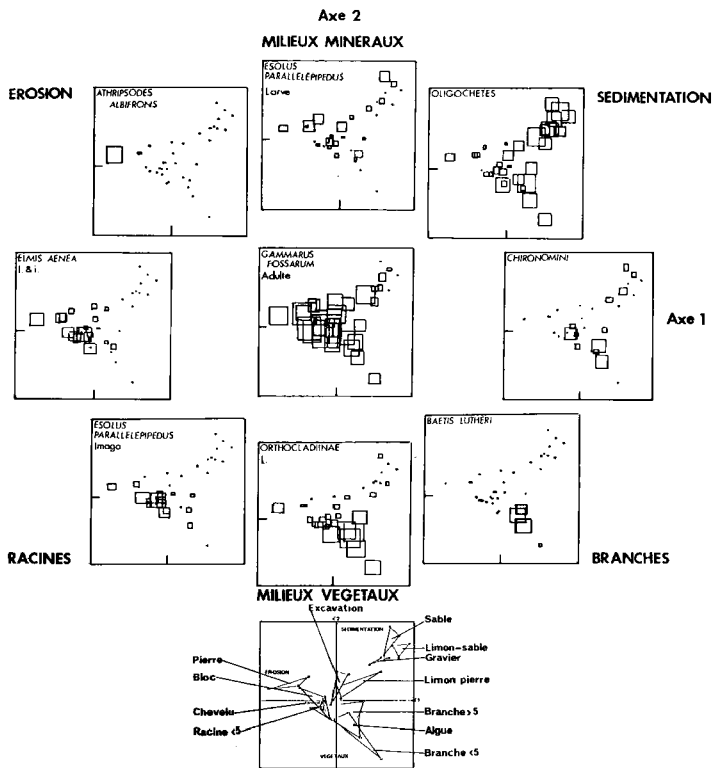 Axe 2
MILIEUX MINERAUX
EROSION
SEDIMENTATION
ATHRIPSODES
ALBIFRONS
ESOLUS
PARALLELEPIPEDUS
Larve
OLIGOCHETES
ELMIS AENEA
l. & i.
GAMMARUS
FOSSARUM
Adulte
CHIRONOMINI
Axe 1
ESOLUS
PARALLELEPIPEDUS
Imago
ORTHOCLADIINAE
L.
BAETIS LUTHERI
RACINES
BRANCHES
MILIEUX VEGETAUX
Excavation
SEDIMENTATION
EROSION
VEGETAUX
Pierre
Bloc
Chevelu
Racine <5
Sable
Limon-sable
Gravier
Limon pierre
Branche > 5
Algue
Branche <5